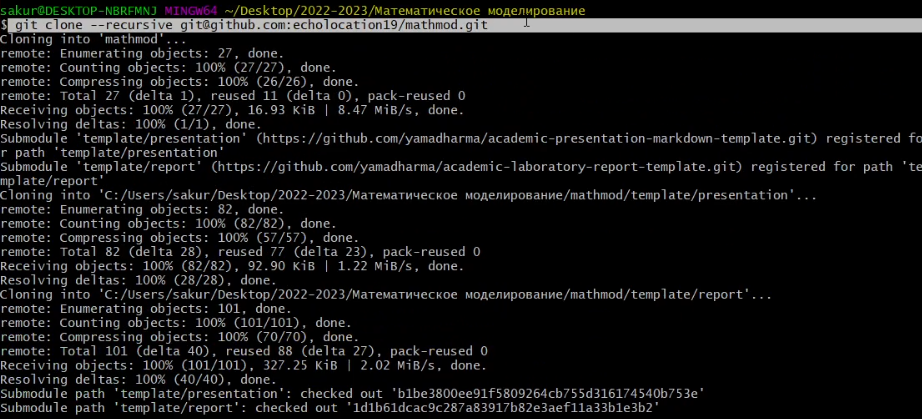 sakur@DESKTOP-NBRFMNJ MINGW64 ~/Desktop/2022-2023/Математическое моделирование
$ git clone --recursive git@github.com:echolocation19/mathmod.git
Cloning into 'mathmod'...
remote: Enumerating objects: 27, done.
remote: Counting objects: 100% (27/27), done.
remote: Compressing objects: 100% (26/26), done.
remote: Total 27 (delta 1), reused 11 (delta 0), pack-reused 0
Receiving objects: 100% (27/27), 16.93 KiB | 8.47 MiB/s, done.
Resolving deltas: 100% (1/1), done.
Submodule 'template/presentation' (https://github.com/yamadharma/academic-presentation-markdown-template.git) registered fo
r path 'template/presentation'
Submodule 'template/report' (https://github.com/yamadharma/academic-laboratory-report-template.git) registered for path 'te
mplate/report'
Cloning into 'C:/Users/sakur/Desktop/2022-2023/Математическое моделирование/mathmod/template/presentation'...
remote: Enumerating objects: 82, done.
remote: Counting objects: 100% (82/82), done.
remote: Compressing objects: 100% (57/57), done.
remote: Total 82 (delta 28), reused 77 (delta 23), pack-reused 0
Receiving objects: 100% (82/82), 92.90 KiB | 1.22 MiB/s, done.
Resolving deltas: 100% (28/28), done.
Cloning into 'C:/Users/sakur/Desktop/2022-2023/Математическое моделирование/mathmod/template/report'...
remote: Enumerating objects: 101, done.
remote: Counting objects: 100% (101/101), done.
remote: Compressing objects: 100% (70/70), done.
remote: Total 101 (delta 40), reused 88 (delta 27), pack-reused 0
Receiving objects: 100% (101/101), 327.25 KiB | 2.02 MiB/s, done.
Resolving deltas: 100% (40/40), done.
Submodule path 'template/presentation': checked out 'b1be3800ee91f5809264cb755d316174540b753e'
Submodule path 'template/report': checked out '1d1b61dcac9c287a83917b82e3aef11a33b1e3b2'